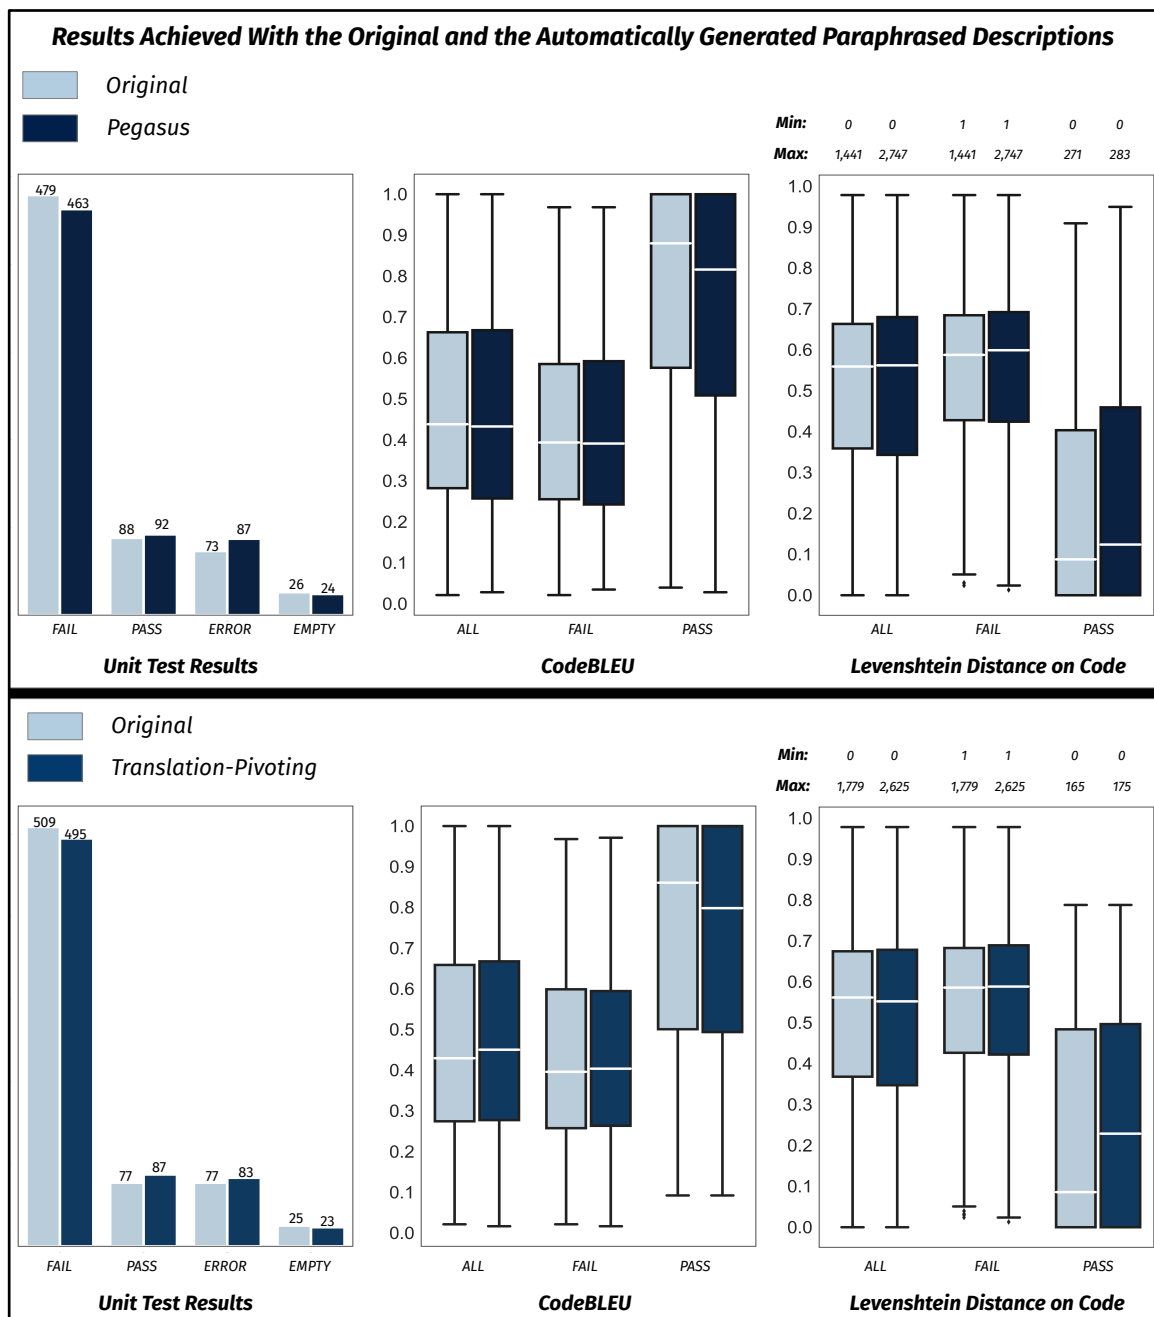 Results Achieved With the Original and the Automatically Generated Paraphrased Descriptions
Original
Pegasus
Min: 0 0 1 1 0 0
Max: 1,441 2,747 1,441 2,747 271 283
479
463
88
92
73
87
26
24
FAIL PASS ERROR EMPTY
Unit Test Results
1.0
0.9
0.8
0.7
0.6
0.5
0.4
0.3
0.2
0.1
0.0
ALL FAIL PASS
CodeBLEU
1.0
0.9
0.8
0.7
0.6
0.5
0.4
0.3
0.2
0.1
0.0
ALL FAIL PASS
Levenshtein Distance on Code
Original
Translation-Pivoting
Min: 0 0 1 1 0 0
Max: 1,779 2,625 1,779 2,625 165 175
509
495
77
87
77
83
25
23
FAIL PASS ERROR EMPTY
Unit Test Results
1.0
0.9
0.8
0.7
0.6
0.5
0.4
0.3
0.2
0.1
0.0
ALL FAIL PASS
CodeBLEU
1.0
0.9
0.8
0.7
0.6
0.5
0.4
0.3
0.2
0.1
0.0
ALL FAIL PASS
Levenshtein Distance on Code